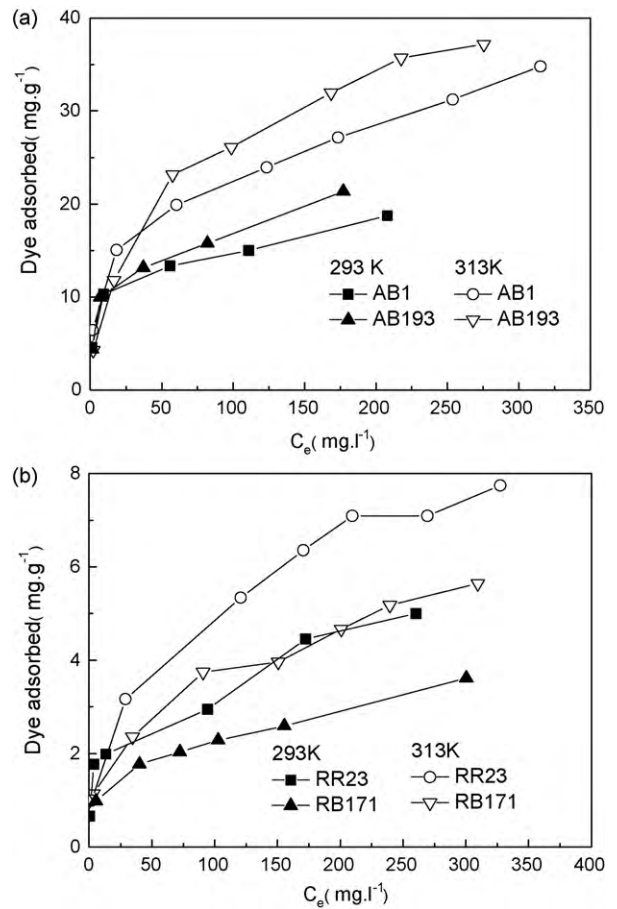 (a)
40
30
20
10
0
Dye adsorbed( mg.g-1)
293 K 313K
AB1 AB1
AB193 AB193
0 50 100 150 200 250 300 350
Ce( mg.l-1)
(b)
8
6
4
2
0
Dye adsorbed( mg.g-1)
293K 313K
RR23 RR23
RB171 RB171
0 50 100 150 200 250 300 350 400
Ce( mg.l-1)